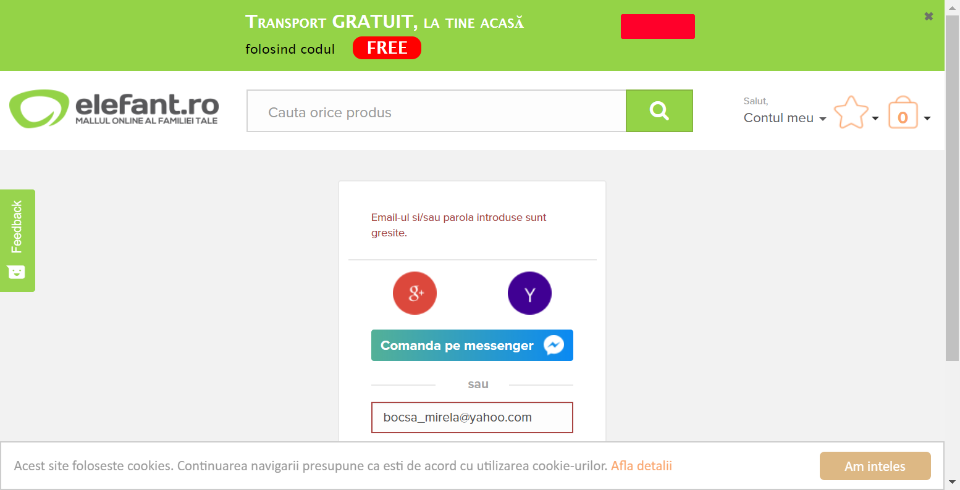 Transport GRATUIT, la tine acasă
folosind codul FREE
elefant.ro
MALLUL ONLINE AL FAMILIEI TALE
Cauta orice produs
Salut,
Contul meu
0
Feedback
Email-ul si/sau parola introduse sunt
gresite.
g+
Y
Comanda pe messenger
sau
bocsa_mirela@yahoo.com
Acest site foloseste cookies. Continuarea navigarii presupune ca esti de acord cu utilizarea cookie-urilor. Afla detalii
Am inteles